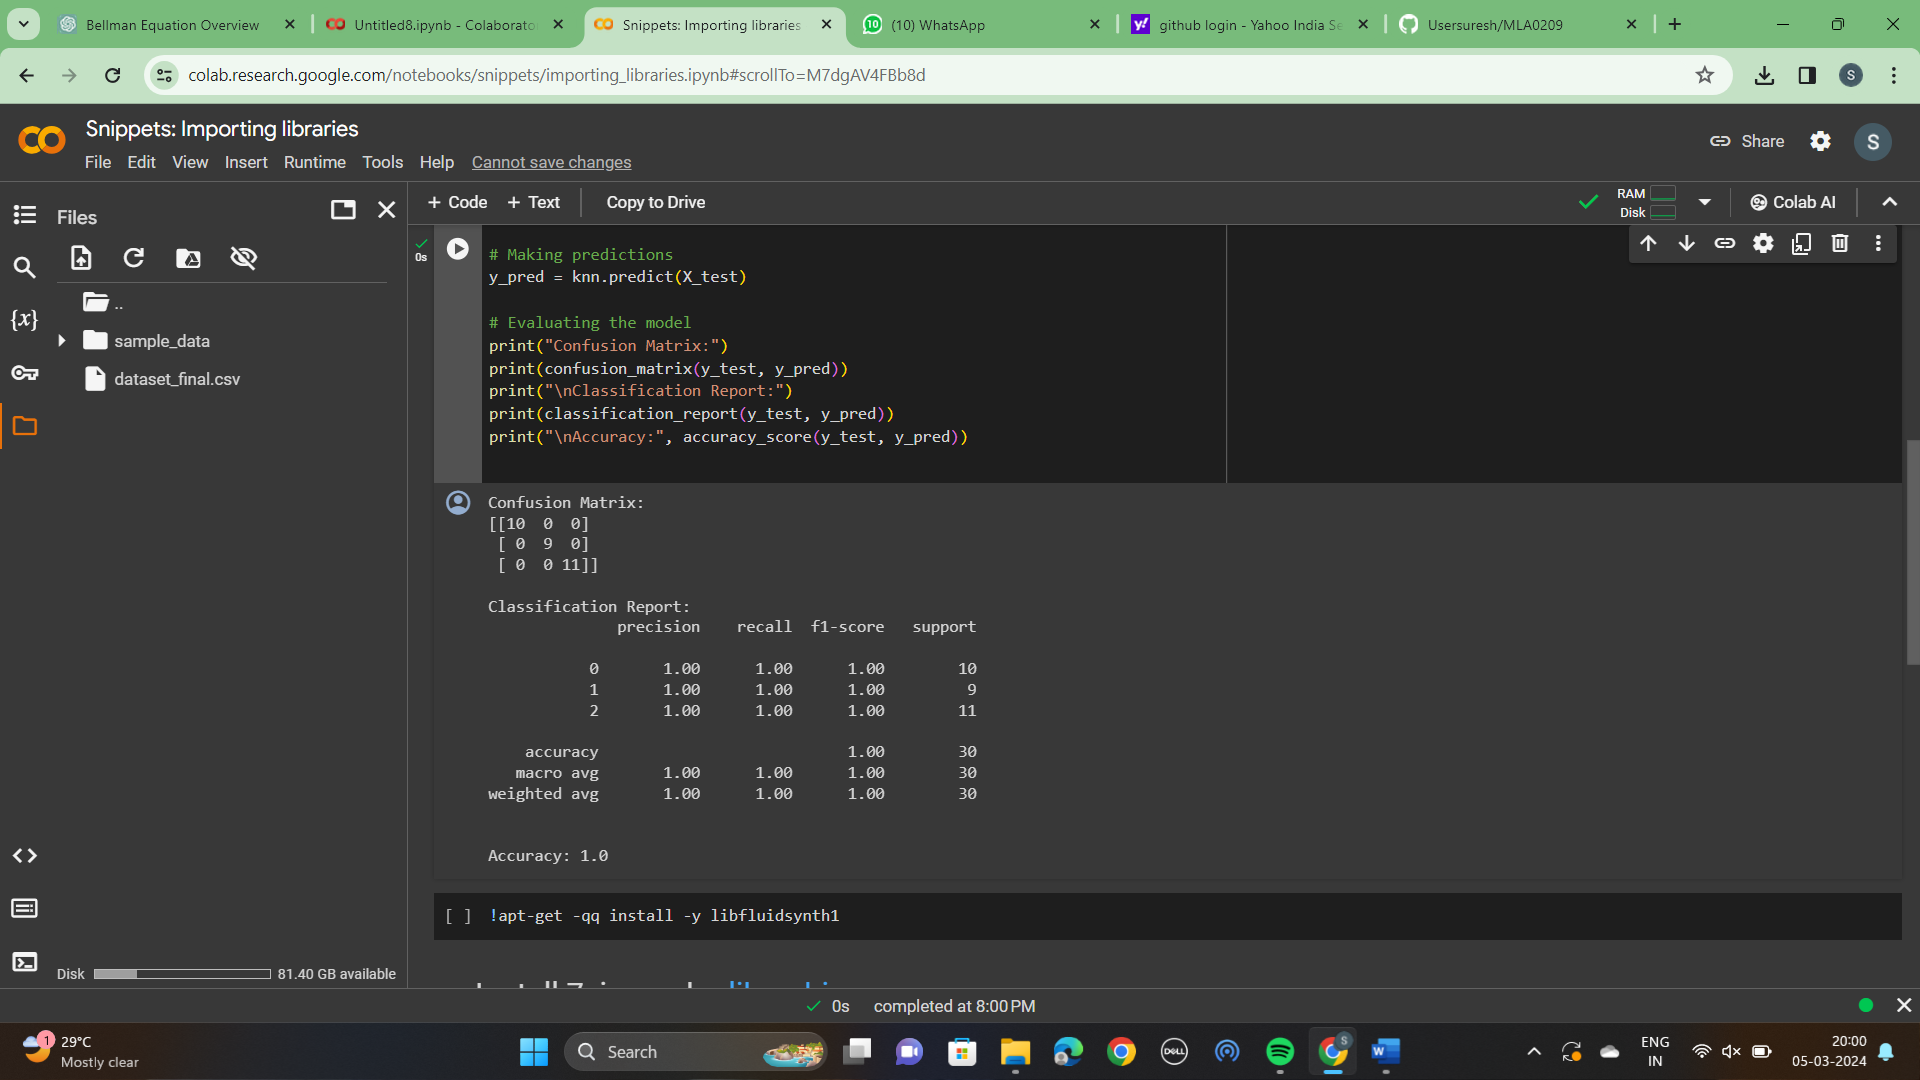 Bellman Equation Overview
Untitled8.ipynb - Colaborato
Snippets: Importing libraries
(10) WhatsApp
github login - Yahoo India Se
Usersuresh/MLA0209
colab.research.google.com/notebooks/snippets/importing_libraries.ipynb#scrollTo=M7dgAV4FBb8d
S
Snippets: Importing libraries
File Edit View Insert Runtime Tools Help Cannot save changes
Share
S
Files
+ Code + Text Copy to Drive
RAM
Disk
Colab AI
0s
..
sample_data
dataset_final.csv
{x}
# Making predictions
y_pred = knn.predict(X_test)
# Evaluating the model
print("Confusion Matrix:")
print(confusion_matrix(y_test, y_pred))
print("\nClassification Report:")
print(classification_report(y_test, y_pred))
print("\nAccuracy:", accuracy_score(y_test, y_pred))
Confusion Matrix:
[[10 0 0]
[ 0 9 0]
[ 0 0 11]]
Classification Report:
precision recall f1-score support
0 1.00 1.00 1.00 10
1 1.00 1.00 1.00 9
2 1.00 1.00 1.00 11
accuracy 1.00 30
macro avg 1.00 1.00 1.00 30
weighted avg 1.00 1.00 1.00 30
Accuracy: 1.0
[ ] !apt-get -qq install -y libfluidsynth1
Disk 81.40 GB available
0s completed at 8:00 PM
1
29°C
Mostly clear
Search
DELL
S
W
ENG
IN
20:00
05-03-2024